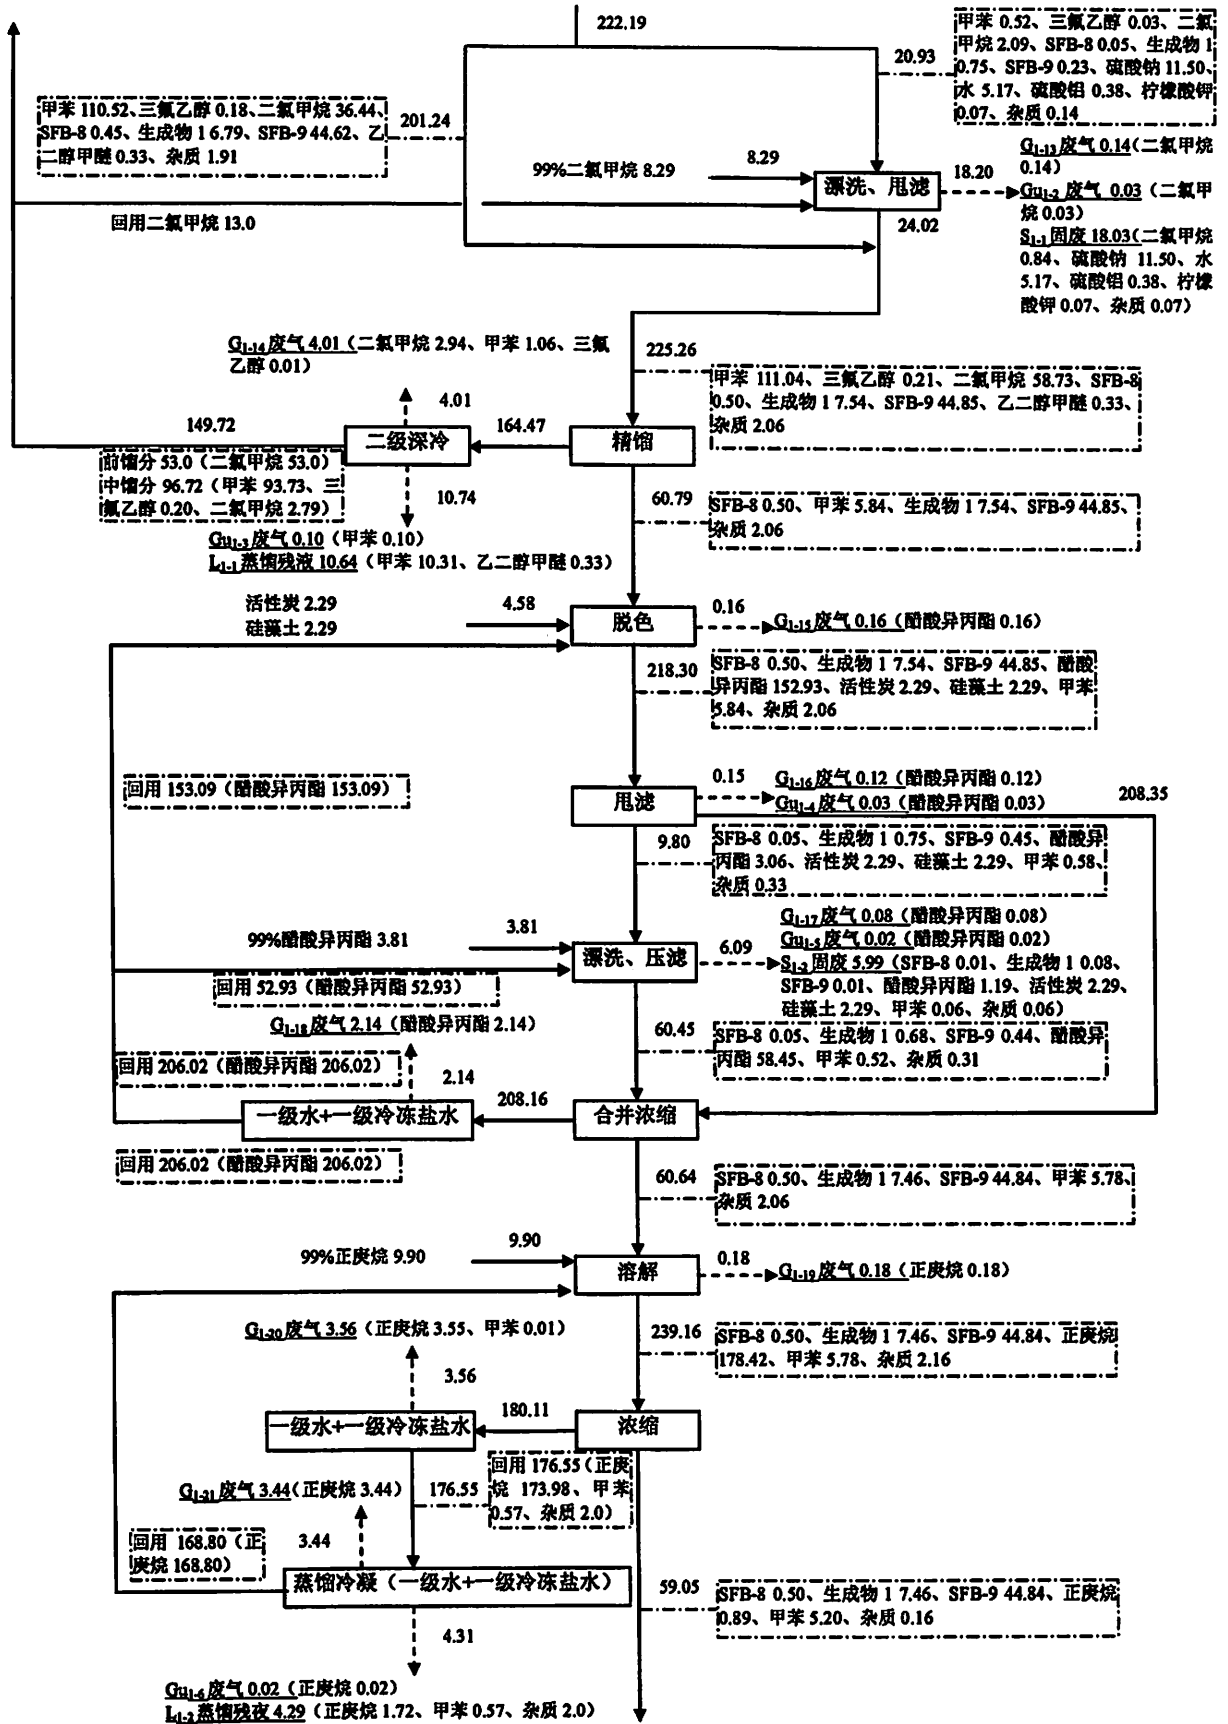 222.19
甲苯 0.52、三氟乙醇 0.03、二氯
甲烷 2.09、SFB-8 0.05、生成物 1
0.75、SFB-9 0.23、硫酸钠 11.50、
水 5.17、硫酸铝 0.38、柠檬酸钾
0.07、杂质 0.14
20.93
甲苯 110.52、三氟乙醇 0.18、二氯甲烷 36.44、
SFB-8 0.45、生成物 1 6.79、SFB-9 44.62、乙
二醇甲醚 0.33、杂质 1.91
201.24
99%二氯甲烷 8.29
8.29
漂洗、甩滤
18.20
G1-13 废气 0.14（二氯甲烷
0.14）
Gu1-2 废气 0.03（二氯甲
烷 0.03）
S1-1 固废 18.03（二氯甲烷
0.84、硫酸钠 11.50、水
5.17、硫酸铝 0.38、柠檬
酸钾 0.07、杂质 0.07）
回用二氯甲烷 13.0
24.02
G1-14 废气 4.01（二氯甲烷 2.94、甲苯 1.06、三氟
乙醇 0.01）
225.26
甲苯 111.04、三氟乙醇 0.21、二氯甲烷 58.73、SFB-8
0.50、生成物 1 7.54、SFB-9 44.85、乙二醇甲醚 0.33、
杂质 2.06
4.01
149.72
二级深冷
164.47
精馏
前馏分 53.0（二氯甲烷 53.0）
中馏分 96.72（甲苯 93.73、三
氟乙醇 0.20、二氯甲烷 2.79）
10.74
60.79
SFB-8 0.50、甲苯 5.84、生成物 1 7.54、SFB-9 44.85、
杂质 2.06
Gu1-3 废气 0.10（甲苯 0.10）
L1-1 蒸馏残液 10.64（甲苯 10.31、乙二醇甲醚 0.33）
活性炭 2.29
硅藻土 2.29
4.58
脱色
0.16
G1-15 废气 0.16（醋酸异丙酯 0.16）
218.30
SFB-8 0.50、生成物 1 7.54、SFB-9 44.85、醋酸
异丙酯 152.93、活性炭 2.29、硅藻土 2.29、甲苯
5.84、杂质 2.06
回用 153.09（醋酸异丙酯 153.09）
甩滤
0.15
G1-16 废气 0.12（醋酸异丙酯 0.12）
Gu1-4 废气 0.03（醋酸异丙酯 0.03）
208.35
9.80
SFB-8 0.05、生成物 1 0.75、SFB-9 0.45、醋酸异
丙酯 3.06、活性炭 2.29、硅藻土 2.29、甲苯 0.58、
杂质 0.33
99%醋酸异丙酯 3.81
3.81
漂洗、压滤
6.09
G1-17 废气 0.08（醋酸异丙酯 0.08）
Gu1-5 废气 0.02（醋酸异丙酯 0.02）
S1-2 固废 5.99（SFB-8 0.01、生成物 1 0.08、
SFB-9 0.01、醋酸异丙酯 1.19、活性炭 2.29、
硅藻土 2.29、甲苯 0.06、杂质 0.06）
回用 52.93（醋酸异丙酯 52.93）
G1-18 废气 2.14（醋酸异丙酯 2.14）
60.45
SFB-8 0.05、生成物 1 0.68、SFB-9 0.44、醋酸异
丙酯 58.45、甲苯 0.52、杂质 0.31
回用 206.02（醋酸异丙酯 206.02）
2.14
一级水+一级冷冻盐水
208.16
合并浓缩
回用 206.02（醋酸异丙酯 206.02）
60.64
SFB-8 0.50、生成物 1 7.46、SFB-9 44.84、甲苯 5.78、
杂质 2.06
99%正庚烷 9.90
9.90
溶解
0.18
G1-19 废气 0.18（正庚烷 0.18）
G1-20 废气 3.56（正庚烷 3.55、甲苯 0.01）
239.16
SFB-8 0.50、生成物 1 7.46、SFB-9 44.84、正庚烷
178.42、甲苯 5.78、杂质 2.16
3.56
一级水+一级冷冻盐水
180.11
浓缩
回用 176.55（正庚
烷 173.98、甲苯
0.57、杂质 2.0）
176.55
G1-21 废气 3.44（正庚烷 3.44）
回用 168.80（正
庚烷 168.80）
3.44
蒸馏冷凝（一级水+一级冷冻盐水）
59.05
SFB-8 0.50、生成物 1 7.46、SFB-9 44.84、正庚烷
0.89、甲苯 5.20、杂质 0.16
4.31
Gu1-6 废气 0.02（正庚烷 0.02）
L1-2 蒸馏残夜 4.29（正庚烷 1.72、甲苯 0.57、杂质 2.0）